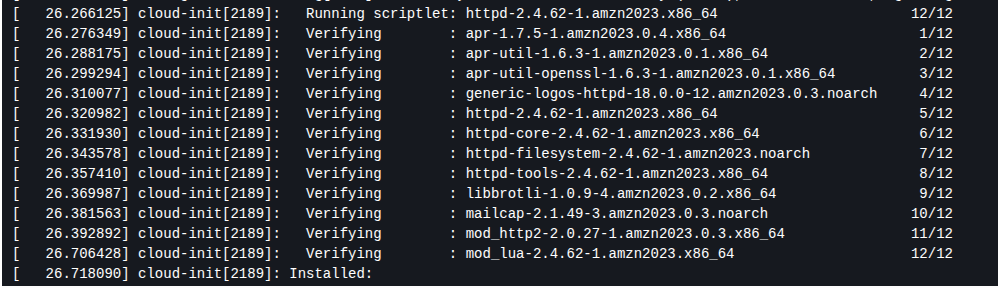 [   26.266125] cloud-init[2189]:   Running scriptlet: httpd-2.4.62-1.amzn2023.x86_64                       12/12
[   26.276349] cloud-init[2189]:   Verifying        : apr-1.7.5-1.amzn2023.0.4.x86_64                       1/12
[   26.288175] cloud-init[2189]:   Verifying        : apr-util-1.6.3-1.amzn2023.0.1.x86_64                  2/12
[   26.299294] cloud-init[2189]:   Verifying        : apr-util-openssl-1.6.3-1.amzn2023.0.1.x86_64          3/12
[   26.310077] cloud-init[2189]:   Verifying        : generic-logos-httpd-18.0.0-12.amzn2023.0.3.noarch     4/12
[   26.320982] cloud-init[2189]:   Verifying        : httpd-2.4.62-1.amzn2023.x86_64                        5/12
[   26.331930] cloud-init[2189]:   Verifying        : httpd-core-2.4.62-1.amzn2023.x86_64                   6/12
[   26.343578] cloud-init[2189]:   Verifying        : httpd-filesystem-2.4.62-1.amzn2023.noarch             7/12
[   26.357410] cloud-init[2189]:   Verifying        : httpd-tools-2.4.62-1.amzn2023.x86_64                  8/12
[   26.369987] cloud-init[2189]:   Verifying        : libbrotli-1.0.9-4.amzn2023.0.2.x86_64                 9/12
[   26.381563] cloud-init[2189]:   Verifying        : mailcap-2.1.49-3.amzn2023.0.3.noarch                 10/12
[   26.392892] cloud-init[2189]:   Verifying        : mod_http2-2.0.27-1.amzn2023.0.3.x86_64               11/12
[   26.706428] cloud-init[2189]:   Verifying        : mod_lua-2.4.62-1.amzn2023.x86_64                     12/12
[   26.718090] cloud-init[2189]: Installed: